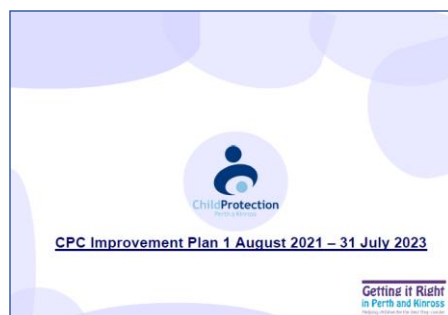 ChildProtection
Perth & Kinross
CPC Improvement Plan 1 August 2021 – 31 July 2023
Getting it Right
in Perth and Kinross